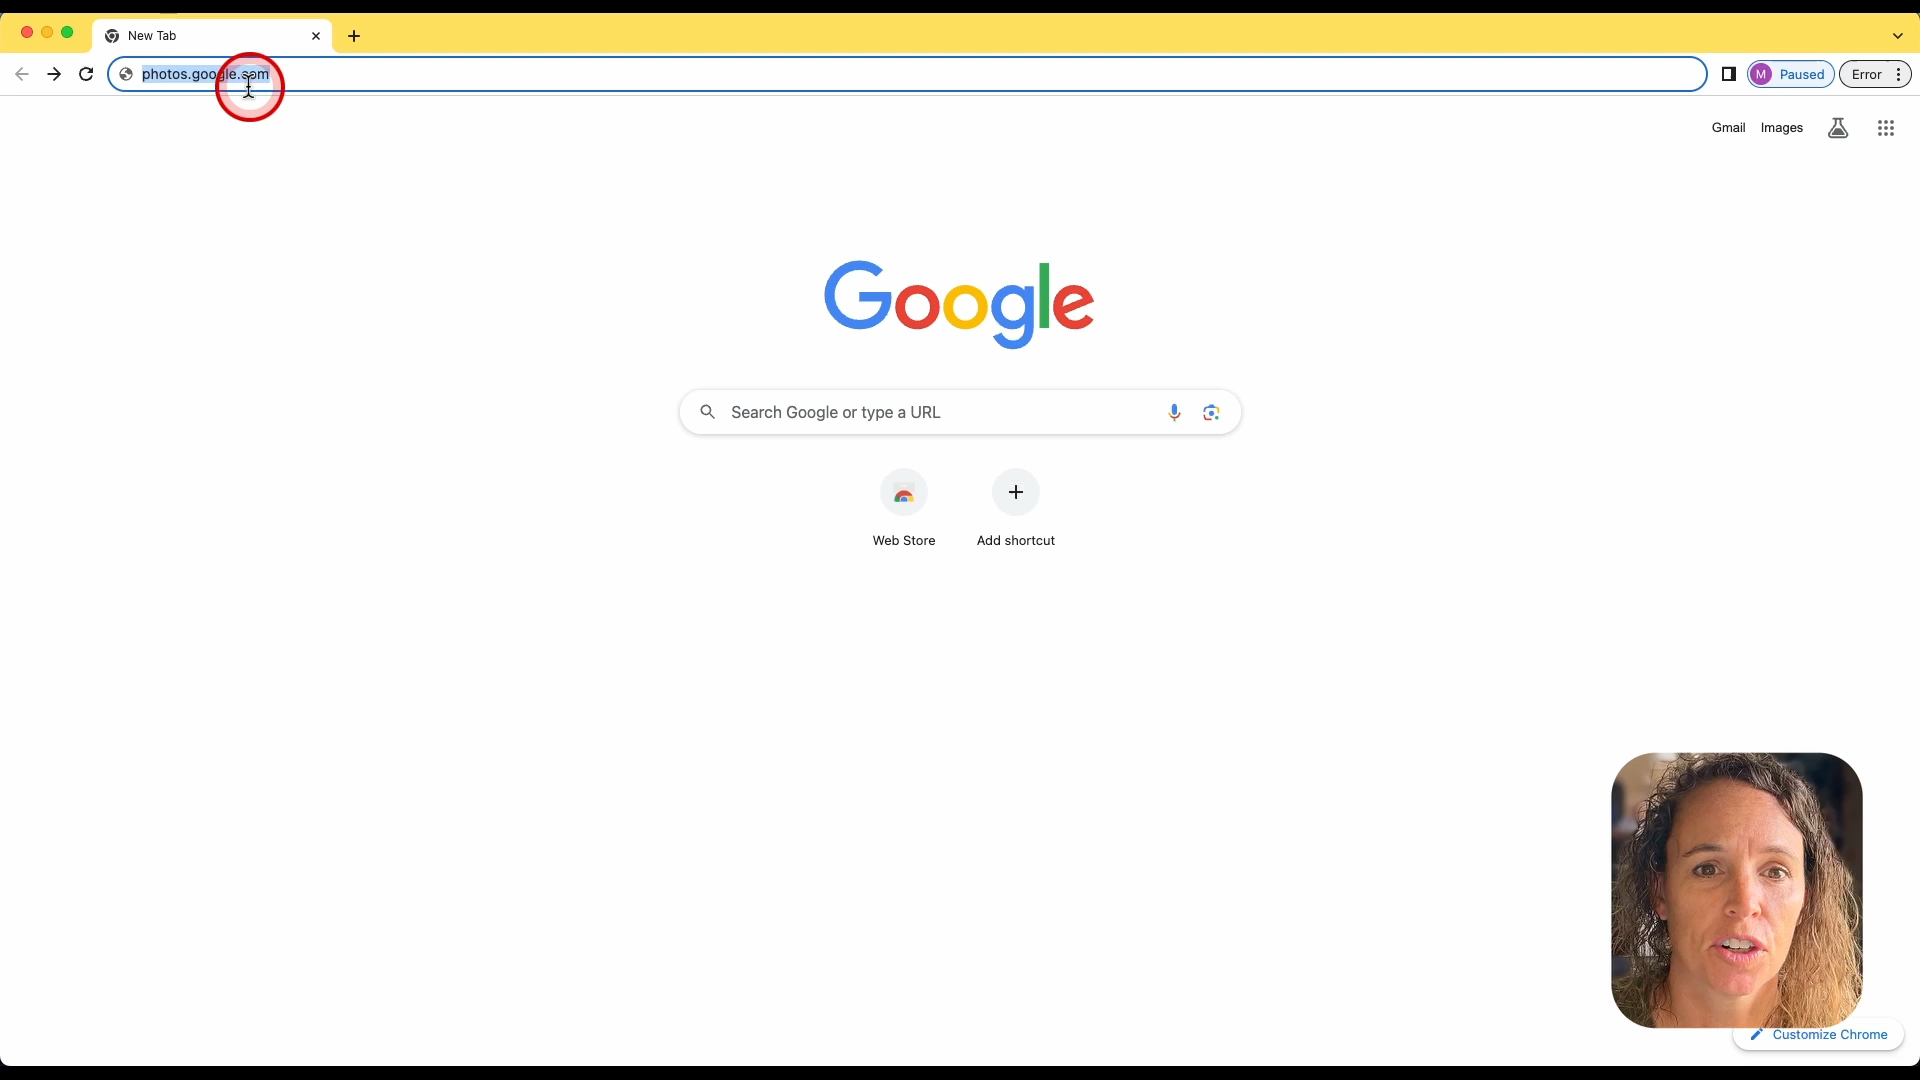 New Tab
photos.google.com
M Paused
Error
Gmail Images
Google
Search Google or type a URL
Web Store
Add shortcut
Customize Chrome